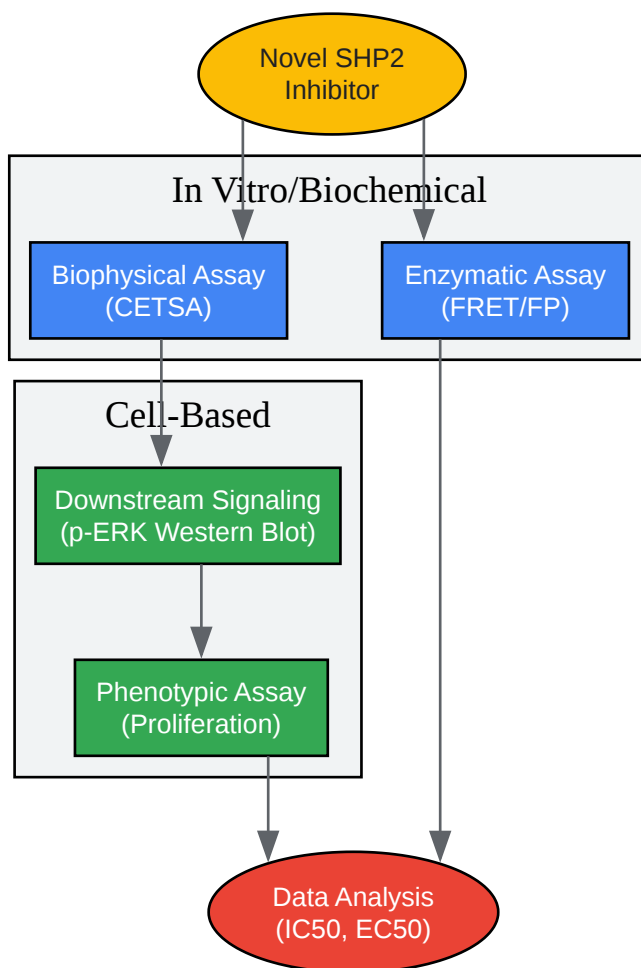 Novel SHP2
Inhibitor
In Vitro/Biochemical
Biophysical Assay
(CETSA)
Enzymatic Assay
(FRET/FP)
Cell-Based
Downstream Signaling
(p-ERK Western Blot)
Phenotypic Assay
(Proliferation)
Data Analysis
(IC50, EC50)